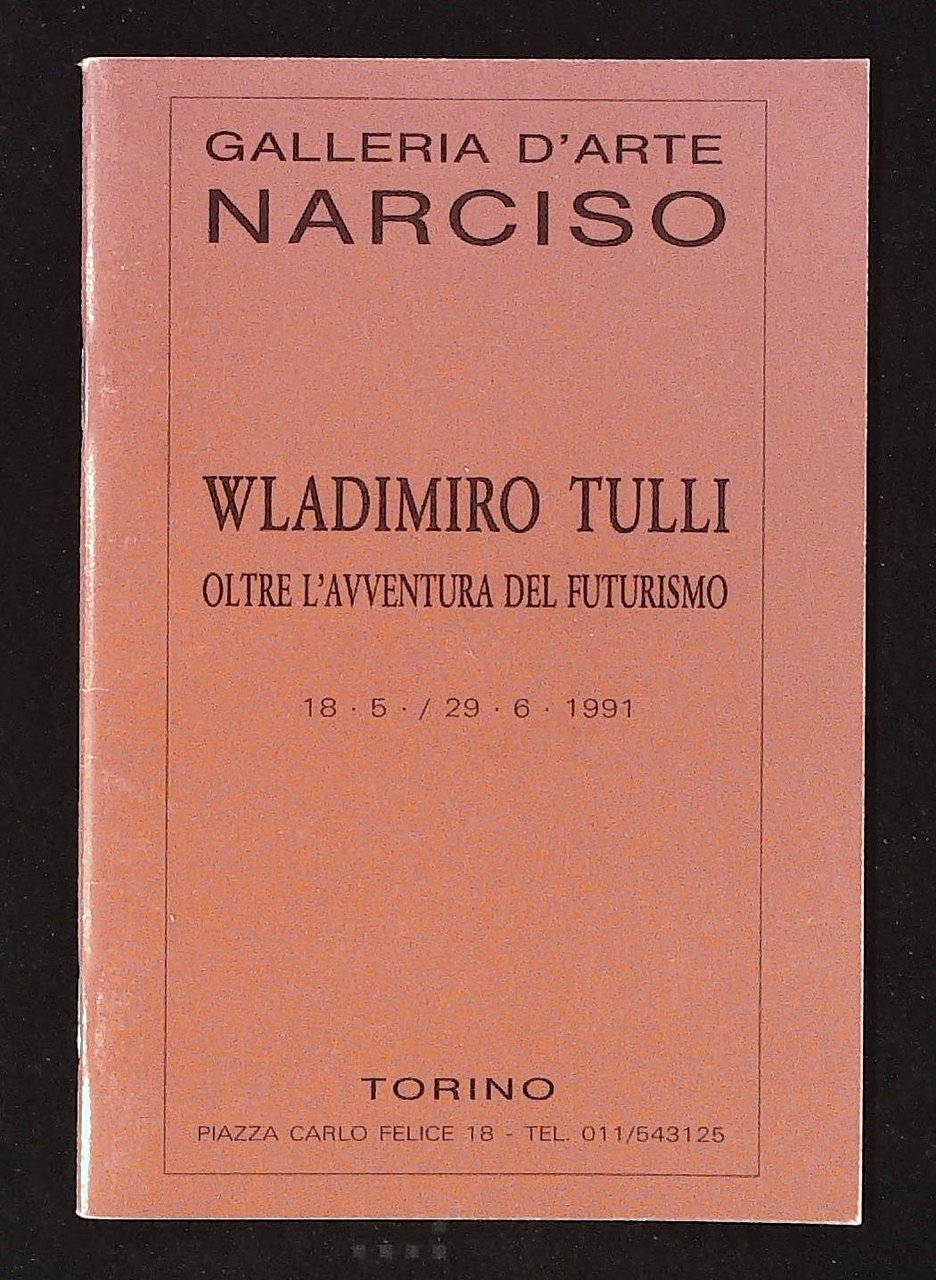 GALLERIA D'ARTE
NARCISO
WLADIMIRO TULLI
OLTRE L'AVVENTURA DEL FUTURISMO
18 · 5 · / 29 · 6 · 1991
TORINO
PIAZZA CARLO FELICE 18 - TEL. 011/543125